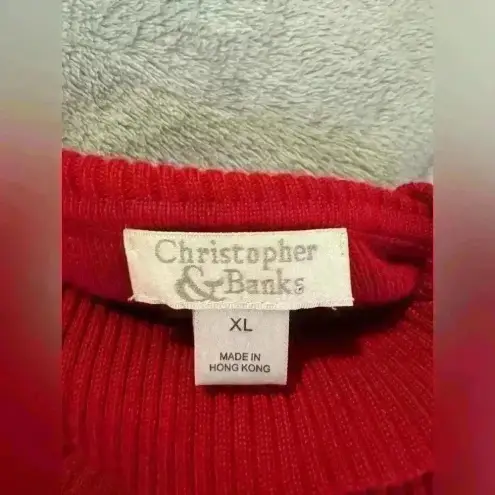 Christopher
& Banks
XL
MADE IN
HONG KONG